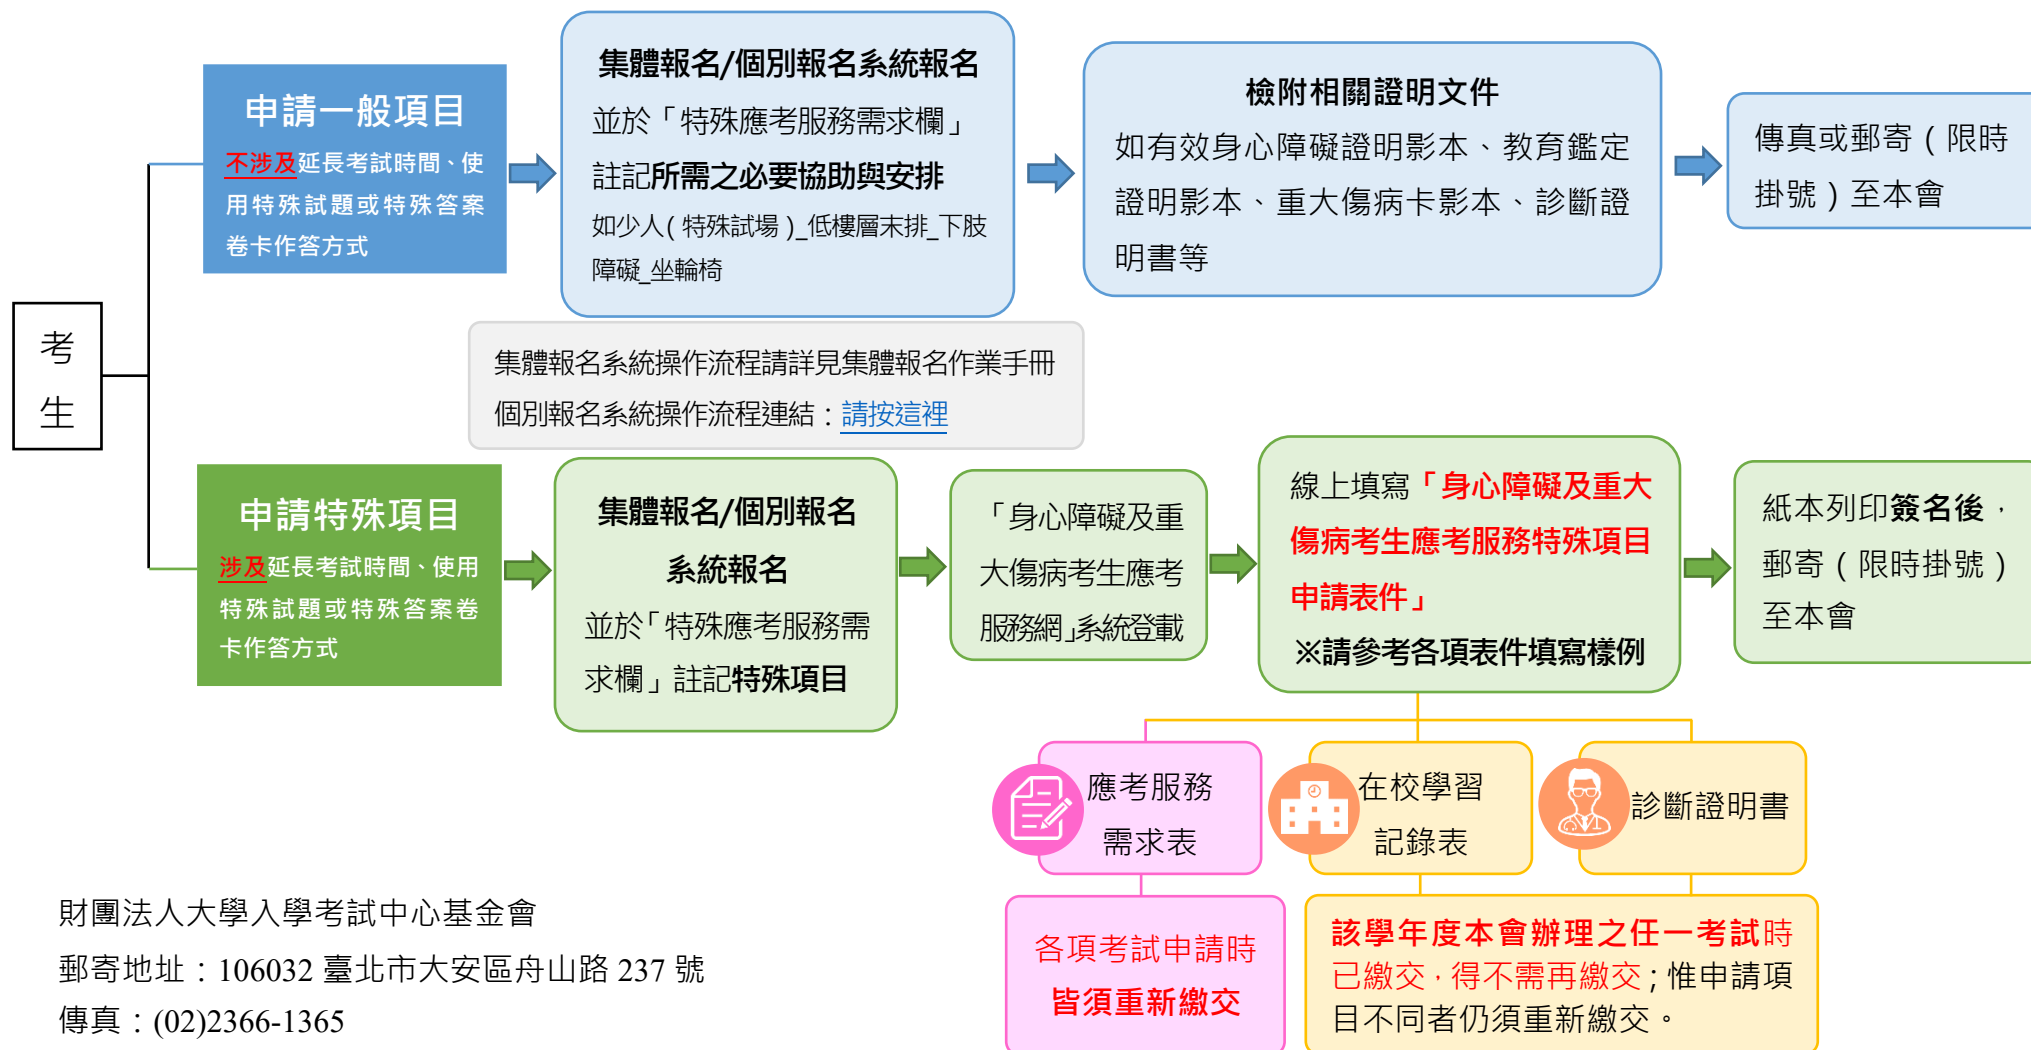 考
生
申請一般項目
不涉及延長考試時間、使
用特殊試題或特殊答案
卷卡作答方式
集體報名/個別報名系統報名
並於「特殊應考服務需求欄」
註記所需之必要協助與安排
如少人(特殊試場)_低樓層末排_下肢
障礙_坐輪椅
檢附相關證明文件
如有效身心障礙證明影本、教育鑑定
證明影本、重大傷病卡影本、診斷證
明書等
傳真或郵寄(限時
掛號)至本會
集體報名系統操作流程請詳見集體報名作業手冊
個別報名系統操作流程連結：請按這裡
申請特殊項目
涉及延長考試時間、使用
特殊試題或特殊答案卷
卡作答方式
集體報名/個別報名
系統報名
並於「特殊應考服務需
求欄」註記特殊項目
「身心障礙及重
大傷病考生應考
服務網」系統登載
線上填寫「身心障礙及重大
傷病考生應考服務特殊項目
申請表件」
※請參考各項表件填寫樣例
紙本列印簽名後，
郵寄(限時掛號)
至本會
應考服務
需求表
在校學習
記錄表
診斷證明書
各項考試申請時
皆須重新繳交
該學年度本會辦理之任一考試時
已繳交，得不需再繳交；惟申請項
目不同者仍須重新繳交。
財團法人大學入學考試中心基金會
郵寄地址：106032 臺北市大安區舟山路 237 號
傳真：(02)2366-1365